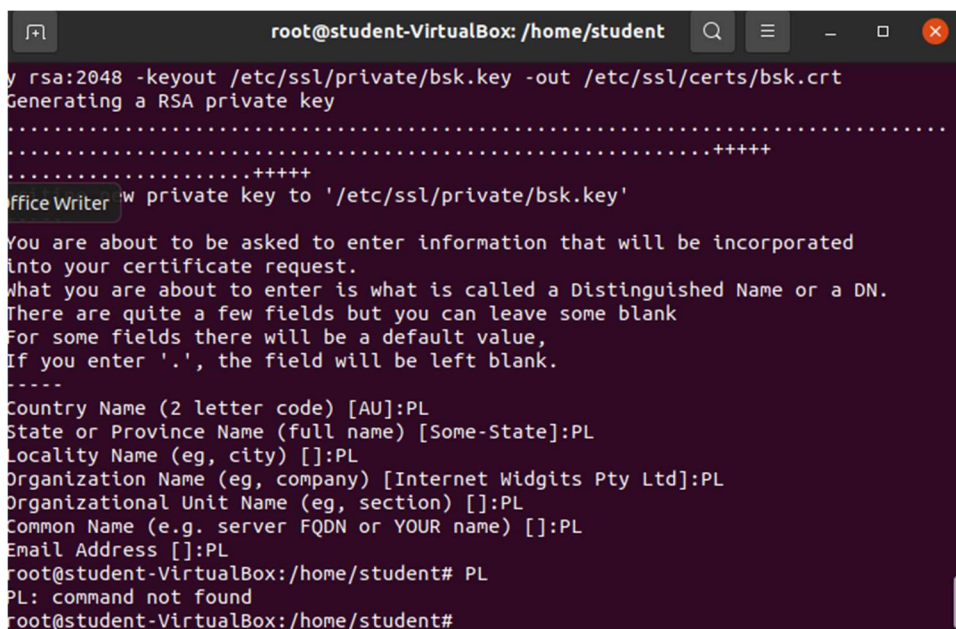 root@student-VirtualBox: /home/student
y rsa:2048 -keyout /etc/ssl/private/bsk.key -out /etc/ssl/certs/bsk.crt
Generating a RSA private key
................................................................................
............................................................+++++
.....................+++++
w private key to '/etc/ssl/private/bsk.key'
ffice Writer
You are about to be asked to enter information that will be incorporated
into your certificate request.
What you are about to enter is what is called a Distinguished Name or a DN.
There are quite a few fields but you can leave some blank
For some fields there will be a default value,
If you enter '.', the field will be left blank.
-----
Country Name (2 letter code) [AU]:PL
State or Province Name (full name) [Some-State]:PL
Locality Name (eg, city) []:PL
Organization Name (eg, company) [Internet Widgits Pty Ltd]:PL
Organizational Unit Name (eg, section) []:PL
Common Name (e.g. server FQDN or YOUR name) []:PL
Email Address []:PL
root@student-VirtualBox:/home/student# PL
PL: command not found
root@student-VirtualBox:/home/student#